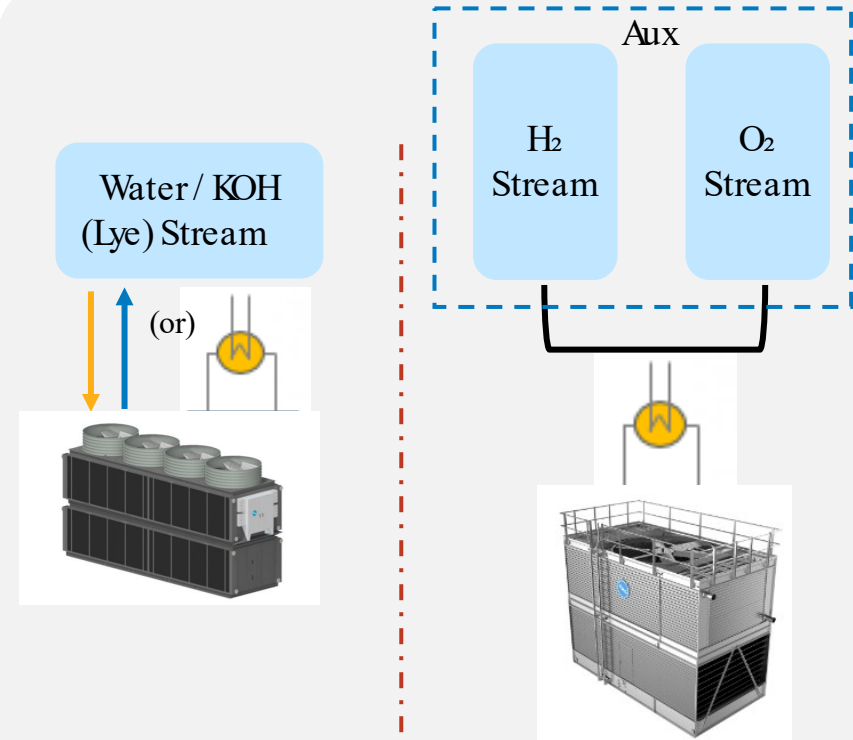 Aux
H₂
Stream
O₂
Stream
Water / KOH
(Lye) Stream
(or)